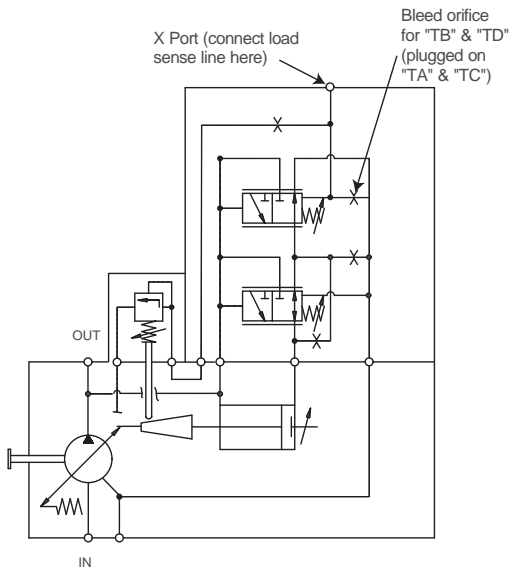 Bleed orifice
for "TB" & "TD"
(plugged on
"TA" & "TC")
X Port (connect load
sense line here)
OUT
IN